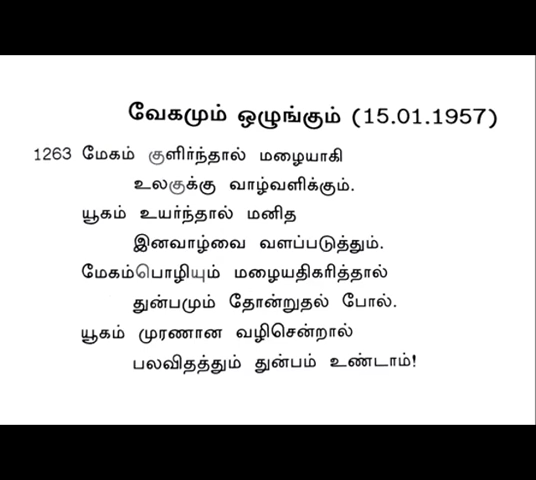 வேகமும் ஒழுங்கும் (15.01.1957)
1263 மேகம் குளிர்ந்தால் மழையாகி
உலகுக்கு வாழ்வளிக்கும்.
யூகம் உயர்ந்தால் மனித
இனவாழ்வை வளப்படுத்தும்.
மேகம்பொழியும் மழையதிகரித்தால்
துன்பமும் தோன்றுதல் போல்.
யூகம் முரணான வழிசென்றால்
பலவிதத்தும் துன்பம் உண்டாம்!